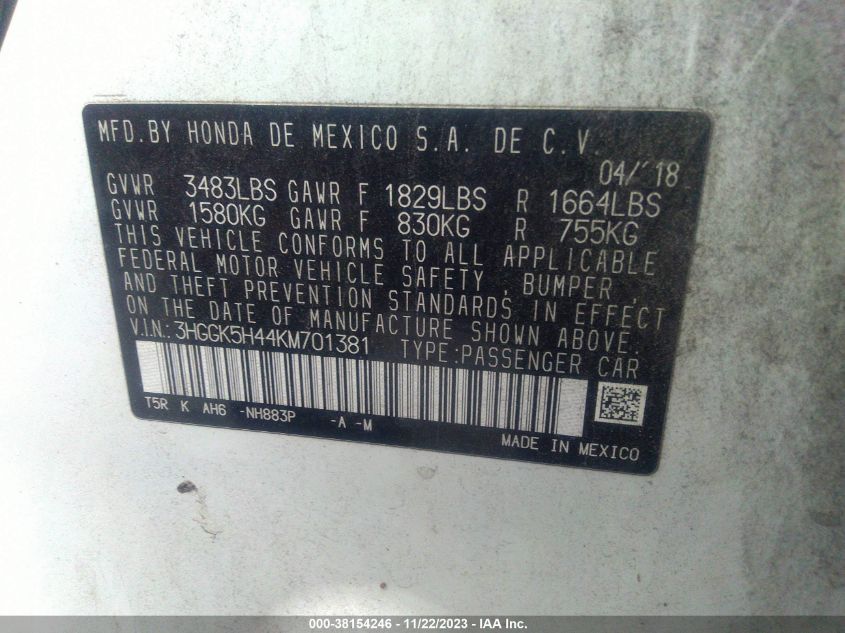 MFD.BY HONDA DE MEXICO S.A. DE C.V.
04/'18
GVWR 3483LBS GAWR F 1829LBS R 1664LBS
GVWR 1580KG GAWR F 830KG R 755KG
THIS VEHICLE CONFORMS TO ALL APPLICABLE
FEDERAL MOTOR VEHICLE SAFETY, BUMPER,
AND THEFT PREVENTION STANDARDS IN EFFECT
ON THE DATE OF MANUFACTURE SHOWN ABOVE.
V.I.N.: 3HGGK5H44KM701381 TYPE:PASSENGER CAR
T5R K AH6 -NH883P -A -M
MADE IN MEXICO
000-38154246 - 11/22/2023 - IAA Inc.